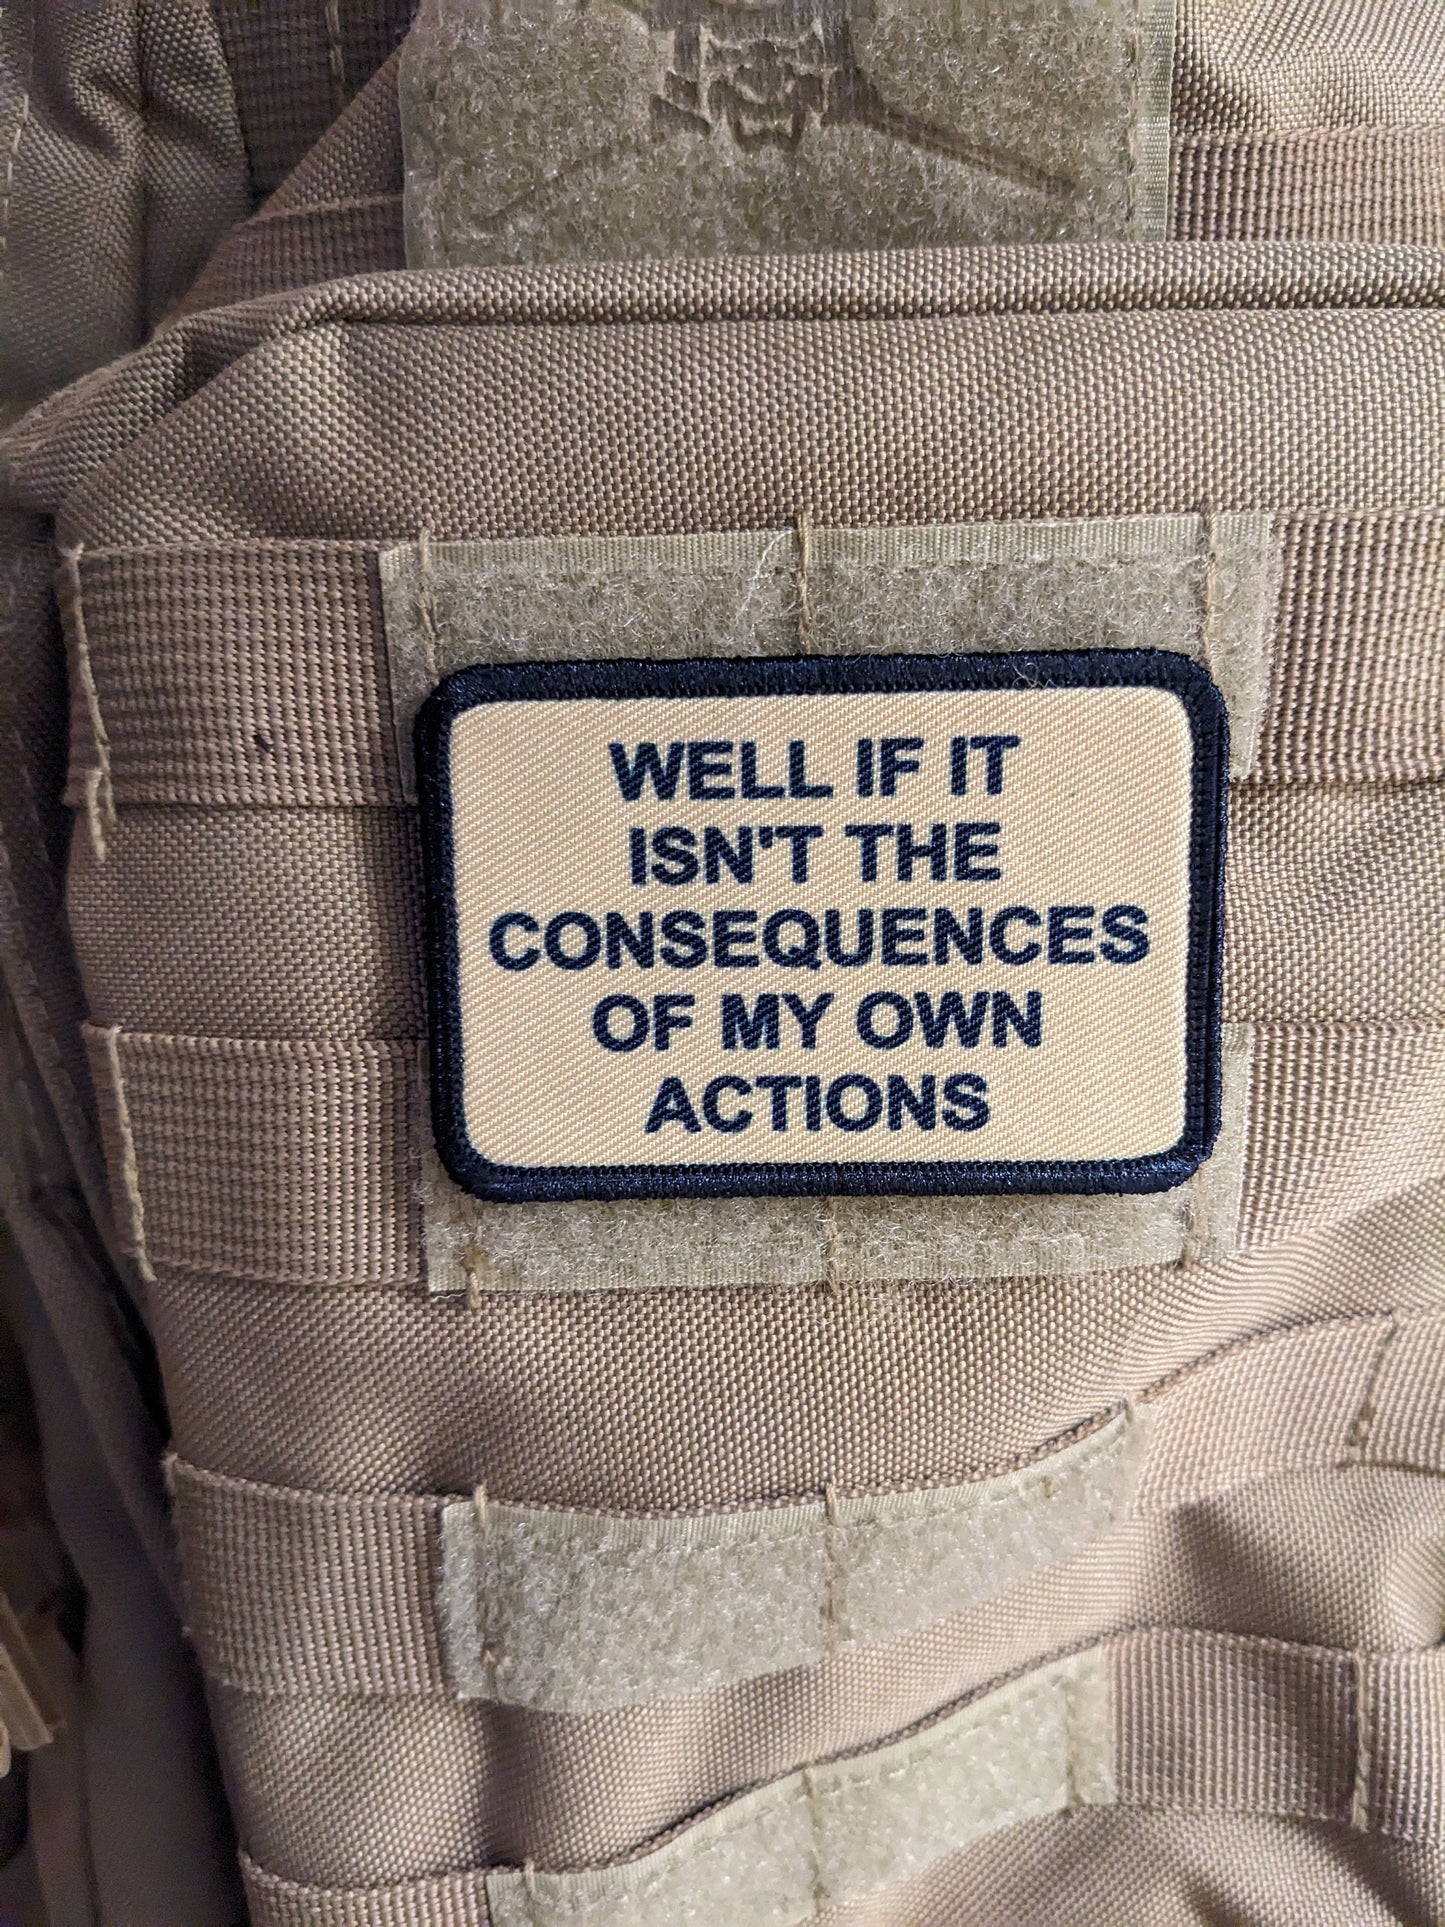 WELL IF IT
ISN'T THE
CONSEQUENCES
OF MY OWN
ACTIONS